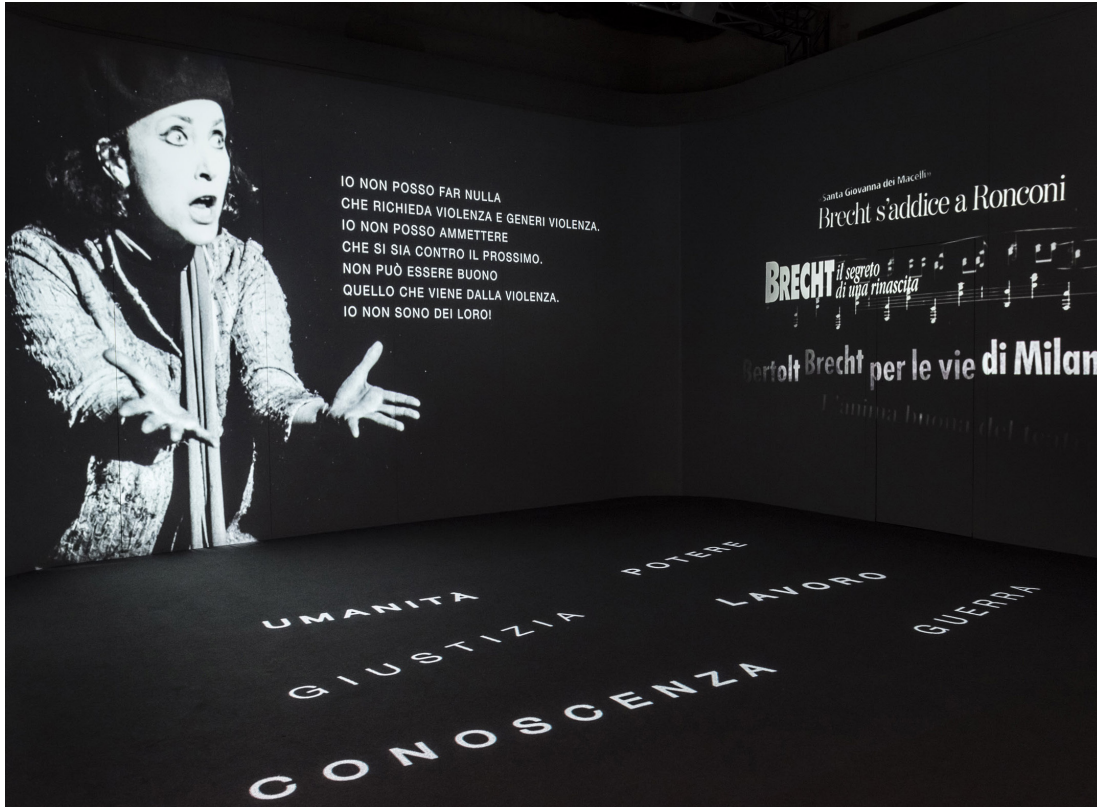 IO NON POSSO FAR NULLA
CHE RICHIEDA VIOLENZA E GENERI VIOLENZA.
IO NON POSSO AMMETTERE
CHE SI SIA CONTRO IL PROSSIMO.
NON PUÒ ESSERE BUONO
QUELLO CHE VIENE DALLA VIOLENZA.
IO NON SONO DEI LORO!
«Santa Giovanna dei Macelli»
Brecht s'addice a Ronconi
BRECHT il segreto
di una rinascita
Bertolt Brecht per le vie di Milan
L'anima buona del
POTERE
UMANITA
LAVORO
GIUSTIZIA
GUERRA
CONOSCENZA